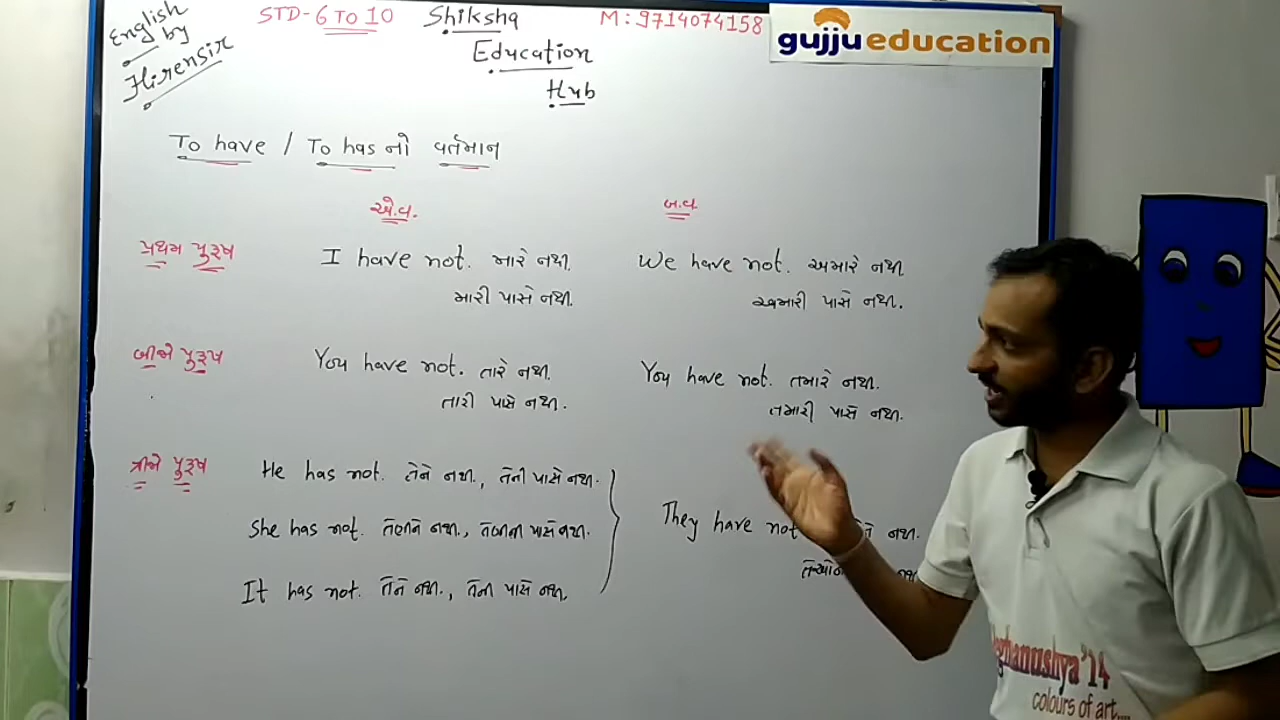 English by Hirensir
STD-6 TO 10
Shiksha Education Hub
M: 9714074158
gujjueducation
To have / To has નો વર્તમાન
એ.વ.
બ.વ
પ્રથમ પુરૂષ
I have not. મારે નથી.
મારી પાસે નથી.
We have not. અમારે નથી.
અમારી પાસે નથી.
બીજો પુરૂષ
You have not. તારે નથી.
તારી પાસે નથી.
You have not. તમારે નથી.
તમારી પાસે નથી.
ત્રીજો પુરૂષ
He has not. તેને નથી., તેની પાસે નથી.
She has not. તેણીને નથી., તેણીની પાસે નથી.
It has not. તેને નથી., તેની પાસે નથી.
They have not નથી.
colours of art....